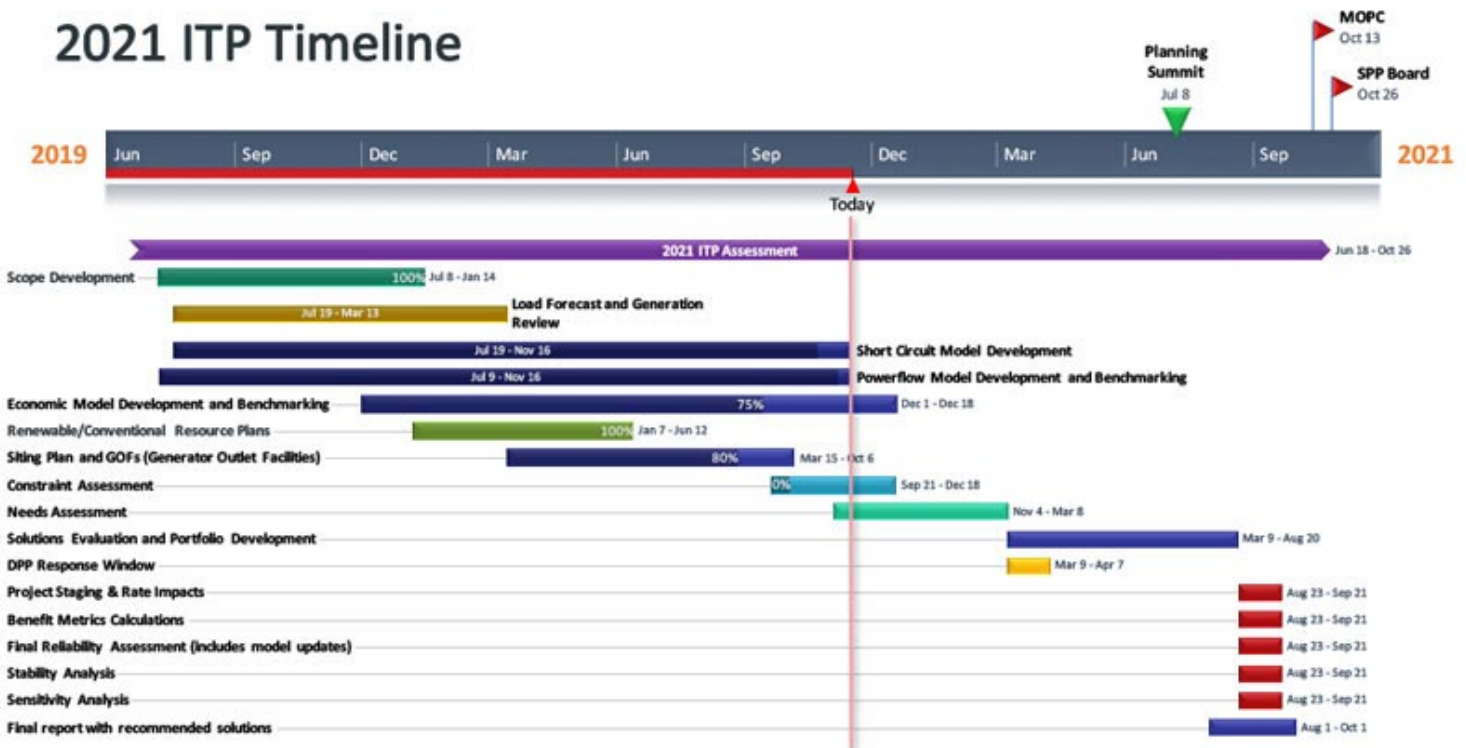 2021 ITP Timeline
MOPC
Oct 13
Planning
Summit
Jul 8
SPP Board
Oct 26
2019 Jun Sep Dec Mar Jun Sep Dec Mar Jun Sep 2021
Today
2021 ITP Assessment Jun 18 - Oct 26
Scope Development 100% Jul 8 - Jan 14
Jul 19 - Mar 13 Load Forecast and Generation
Review
Jul 19 - Nov 16 Short Circuit Model Development
Jul 9 - Nov 16 Powerflow Model Development and Benchmarking
Economic Model Development and Benchmarking 75% Dec 1 - Dec 18
Renewable/Conventional Resource Plans 100% Jan 7 - Jun 12
Siting Plan and GOFs (Generator Outlet Facilities) 80% Mar 15 - Oct 6
Constraint Assessment 0% Sep 21 - Dec 18
Needs Assessment Nov 4 - Mar 8
Solutions Evaluation and Portfolio Development Mar 9 - Aug 20
DPP Response Window Mar 9 - Apr 7
Project Staging & Rate Impacts Aug 23 - Sep 21
Benefit Metrics Calculations Aug 23 - Sep 21
Final Reliability Assessment (includes model updates) Aug 23 - Sep 21
Stability Analysis Aug 23 - Sep 21
Sensitivity Analysis Aug 23 - Sep 21
Final report with recommended solutions Aug 1 - Oct 1